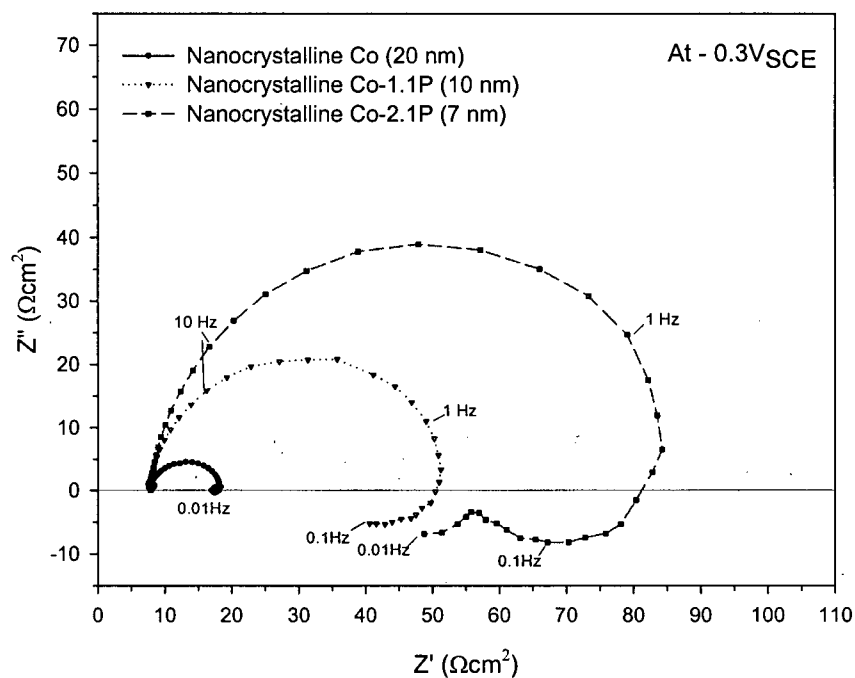 At - 0.3VSCE
Nanocrystalline Co (20 nm)
Nanocrystalline Co-1.1P (10 nm)
Nanocrystalline Co-2.1P (7 nm)
Z'' (Ωcm²)
70
60
50
40
30
20
10
0
-10
10 Hz
1 Hz
1 Hz
0.01Hz
0.1Hz
0.01Hz
0.1Hz
0 10 20 30 40 50 60 70 80 90 100 110
Z' (Ωcm²)